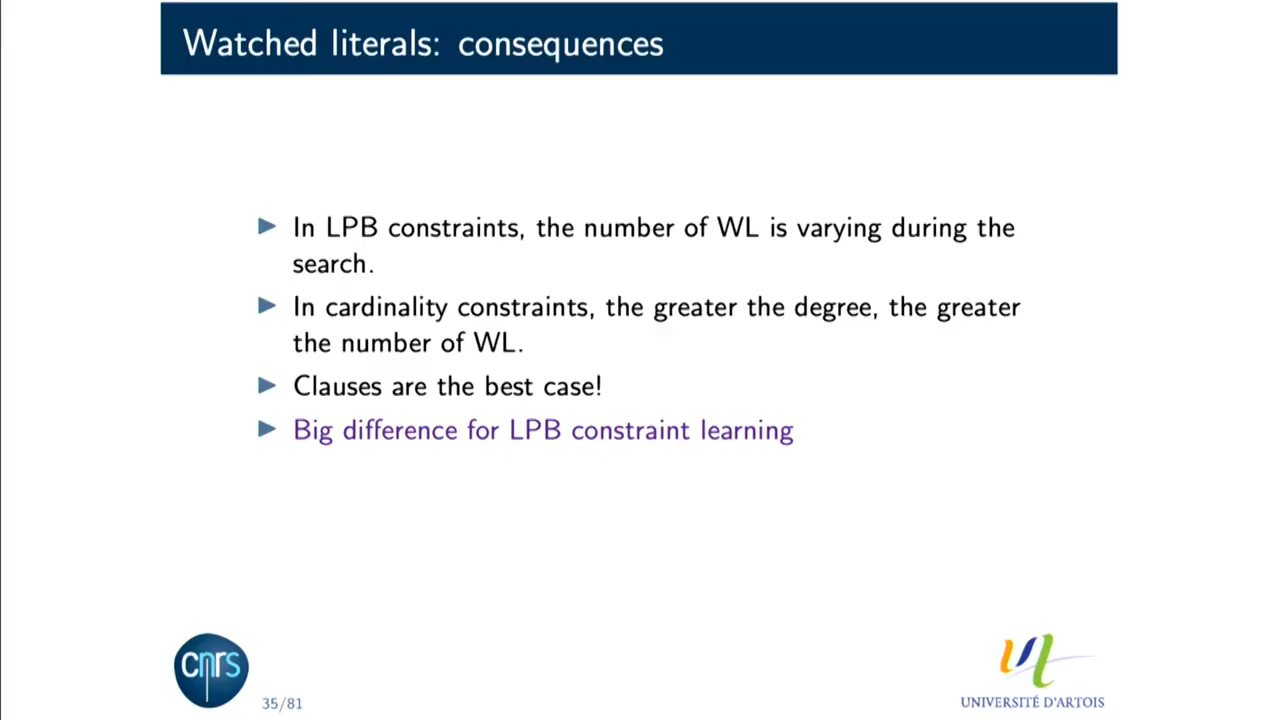 Watched literals: consequences
▶ In LPB constraints, the number of WL is varying during the
search.
▶ In cardinality constraints, the greater the degree, the greater
the number of WL.
▶ Clauses are the best case!
▶ Big difference for LPB constraint learning
cnrs
35/81
UNIVERSITÉ D'ARTOIS